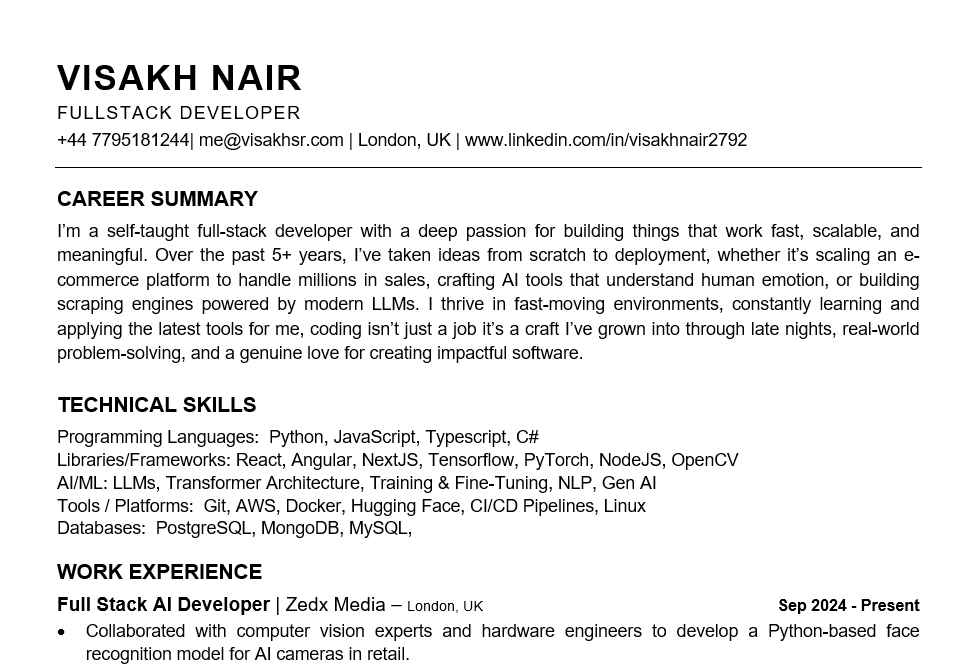 VISAKH NAIR
FULLSTACK DEVELOPER
+44 7795181244| me@visakhsr.com | London, UK | www.linkedin.com/in/visakhnair2792
CAREER SUMMARY
I’m a self-taught full-stack developer with a deep passion for building things that work fast, scalable, and
meaningful. Over the past 5+ years, I’ve taken ideas from scratch to deployment, whether it’s scaling an e-
commerce platform to handle millions in sales, crafting AI tools that understand human emotion, or building
scraping engines powered by modern LLMs. I thrive in fast-moving environments, constantly learning and
applying the latest tools for me, coding isn’t just a job it’s a craft I’ve grown into through late nights, real-world
problem-solving, and a genuine love for creating impactful software.
TECHNICAL SKILLS
Programming Languages:  Python, JavaScript, Typescript, C#
Libraries/Frameworks: React, Angular, NextJS, Tensorflow, PyTorch, NodeJS, OpenCV
AI/ML: LLMs, Transformer Architecture, Training & Fine-Tuning, NLP, Gen AI
Tools / Platforms:  Git, AWS, Docker, Hugging Face, CI/CD Pipelines, Linux
Databases:  PostgreSQL, MongoDB, MySQL,
WORK EXPERIENCE
Full Stack AI Developer | Zedx Media – London, UK Sep 2024 - Present
• Collaborated with computer vision experts and hardware engineers to develop a Python-based face
recognition model for AI cameras in retail.